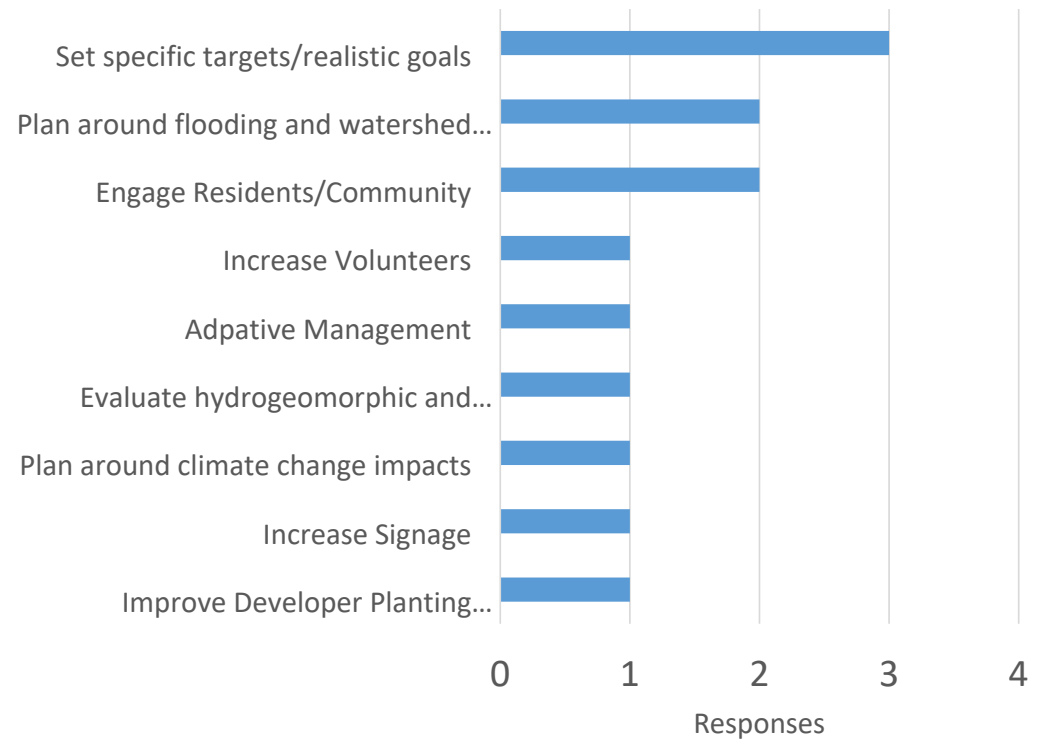 Set specific targets/realistic goals
Plan around flooding and watershed...
Engage Residents/Community
Increase Volunteers
Adpative Management
Evaluate hydrogeomorphic and...
Plan around climate change impacts
Increase Signage
Improve Developer Planting...
0 1 2 3 4
Responses